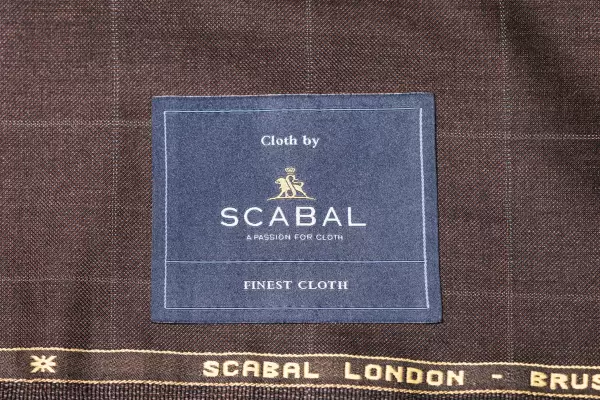 Cloth by
SCABAL
A PASSION FOR CLOTH
FINEST CLOTH
SCABAL LONDON - BRUS